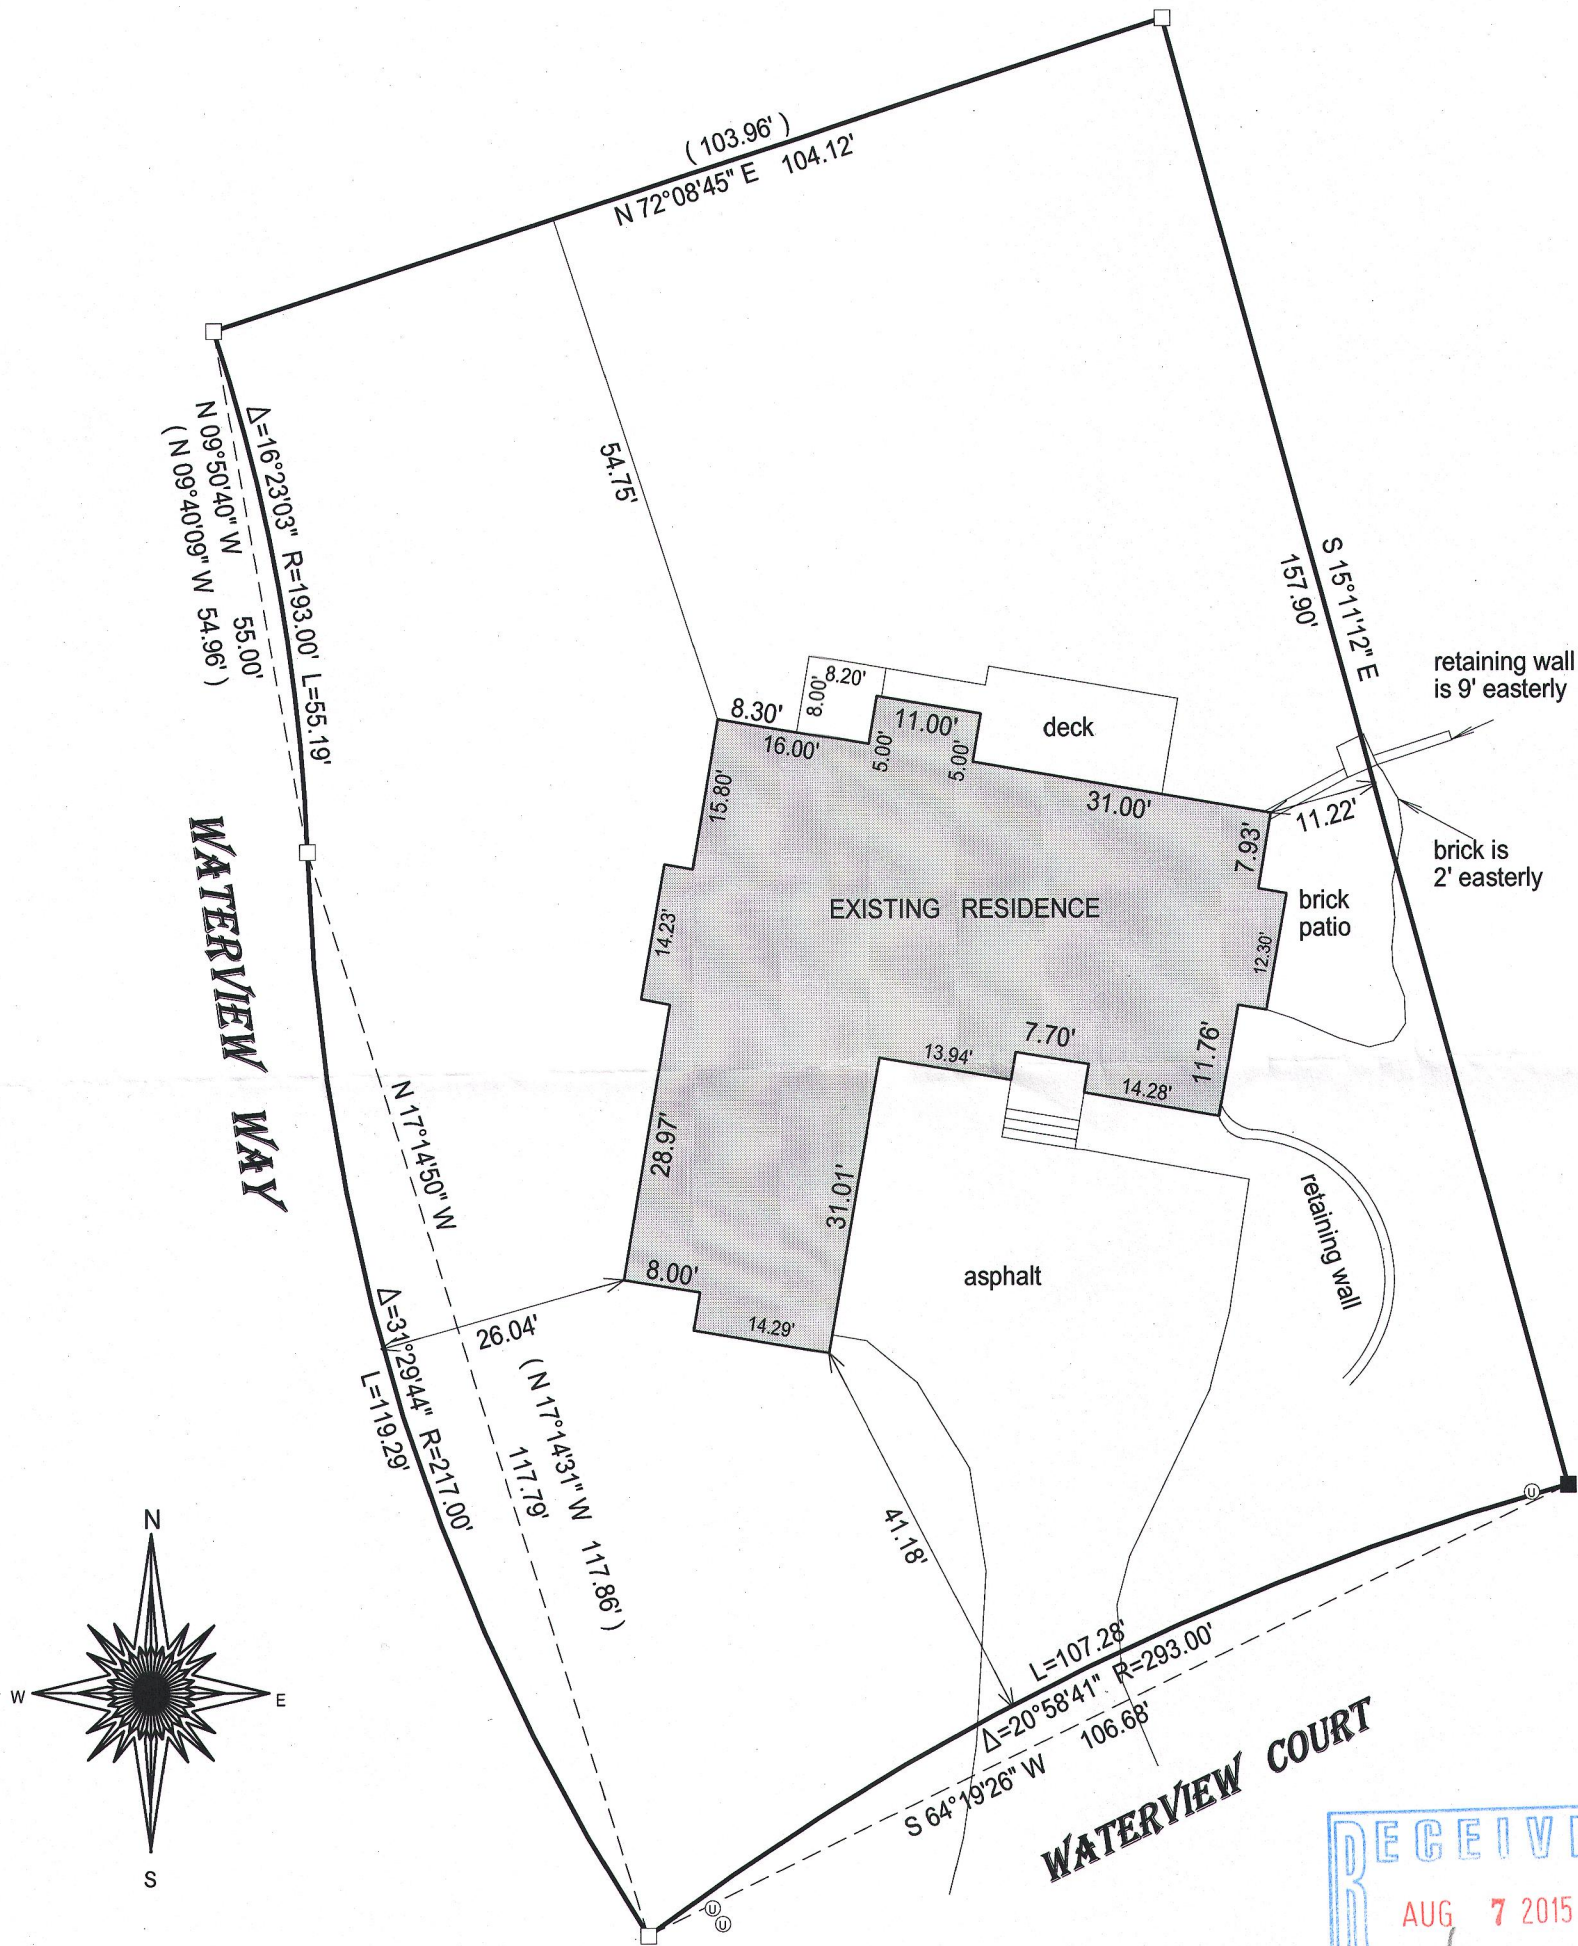 ( 103.96' )
N 72°08'45" E 104.12'
54.75'
Δ=16°23'03" R=193.00' L=55.19'
N 09°50'40" W 55.00'
( N 09°40'09" W 54.96' )
S 15°11'12" E
157.90'
retaining wall
is 9' easterly
8.20'
8.00'
8.30'
16.00'
11.00'
5.00'
5.00'
deck
31.00'
11.22'
15.80'
7.93'
brick is
2' easterly
EXISTING RESIDENCE
brick
patio
14.23'
12.30'
WATERVIEW WAY
7.70'
13.94'
14.28'
11.76'
N 17°14'50" W
28.97'
31.01'
retaining wall
8.00'
asphalt
14.29'
26.04'
Δ=31°29'44" R=217.00'
L=119.29'
( N 17°14'31" W 117.86' )
117.79'
41.18'
U
N
W
E
S
L=107.28'
Δ=20°58'41" R=293.00'
S 64°19'26" W 106.68'
WATERVIEW COURT
U
U
RECEIVE
AUG 7 2015